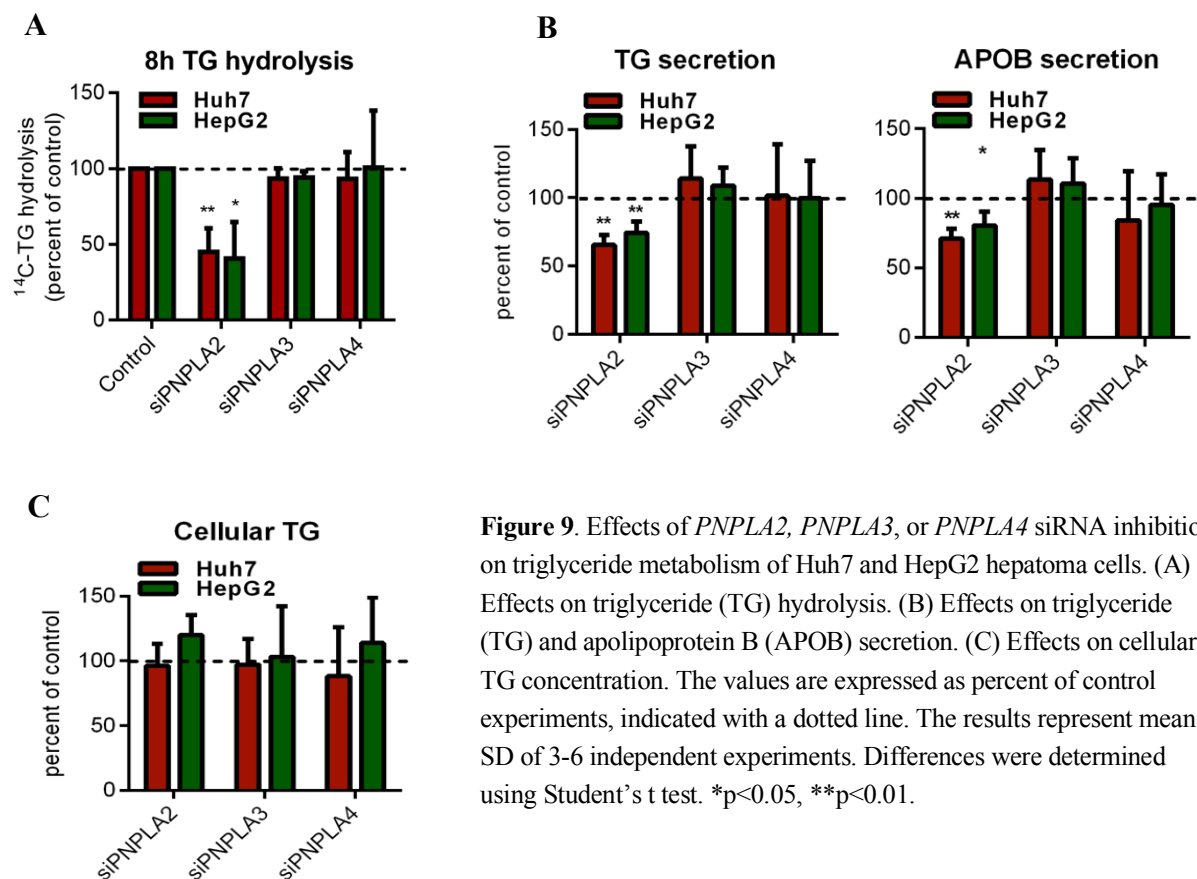 A
8h TG hydrolysis
Huh7
HepG2
¹⁴C-TG hydrolysis
(percent of control)
150
100
50
0
** *
Control
siPNPLA2
siPNPLA3
siPNPLA4
B
TG secretion
Huh7
HepG2
percent of control
150
100
50
0
** **
siPNPLA2
siPNPLA3
siPNPLA4
APOB secretion
Huh7
HepG2
150
100
50
0
** *
siPNPLA2
siPNPLA3
siPNPLA4
C
Cellular TG
Huh7
HepG2
percent of control
150
100
50
0
siPNPLA2
siPNPLA3
siPNPLA4
Figure 9. Effects of PNPLA2, PNPLA3, or PNPLA4 siRNA inhibitio
on triglyceride metabolism of Huh7 and HepG2 hepatoma cells. (A)
Effects on triglyceride (TG) hydrolysis. (B) Effects on triglyceride
(TG) and apolipoprotein B (APOB) secretion. (C) Effects on cellular
TG concentration. The values are expressed as percent of control
experiments, indicated with a dotted line. The results represent mean
SD of 3-6 independent experiments. Differences were determined
using Student’s t test. *p<0.05, **p<0.01.